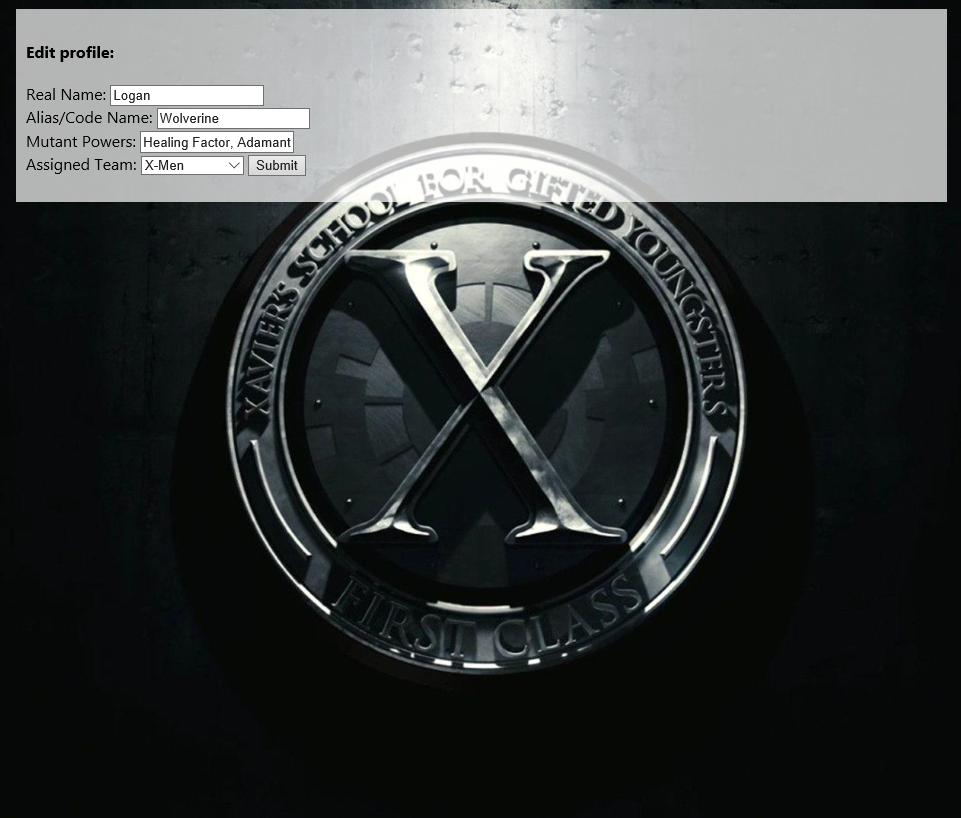 Edit profile:
Real Name: Logan
Alias/Code Name: Wolverine
Mutant Powers: Healing Factor, Adamant
Assigned Team: X-Men Submit
XAVIER'S SCHOOL FOR GIFTED YOUNGSTERS
X
FIRST CLASS